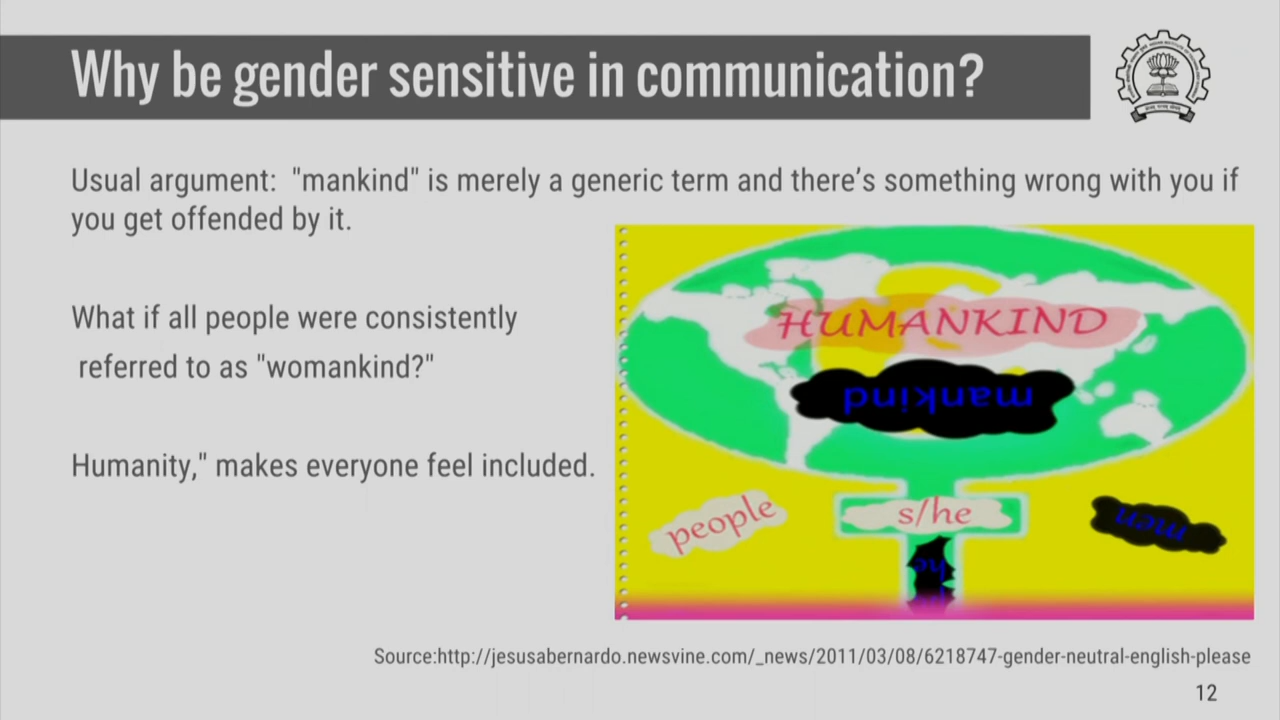 Why be gender sensitive in communication?
Usual argument: "mankind" is merely a generic term and there's something wrong with you if
you get offended by it.
What if all people were consistently
referred to as "womankind?"
Humanity," makes everyone feel included.
HUMANKIND
mankind
people
s/he
men
he
Source:http://jesusabernardo.newsvine.com/_news/2011/03/08/6218747-gender-neutral-english-please
12